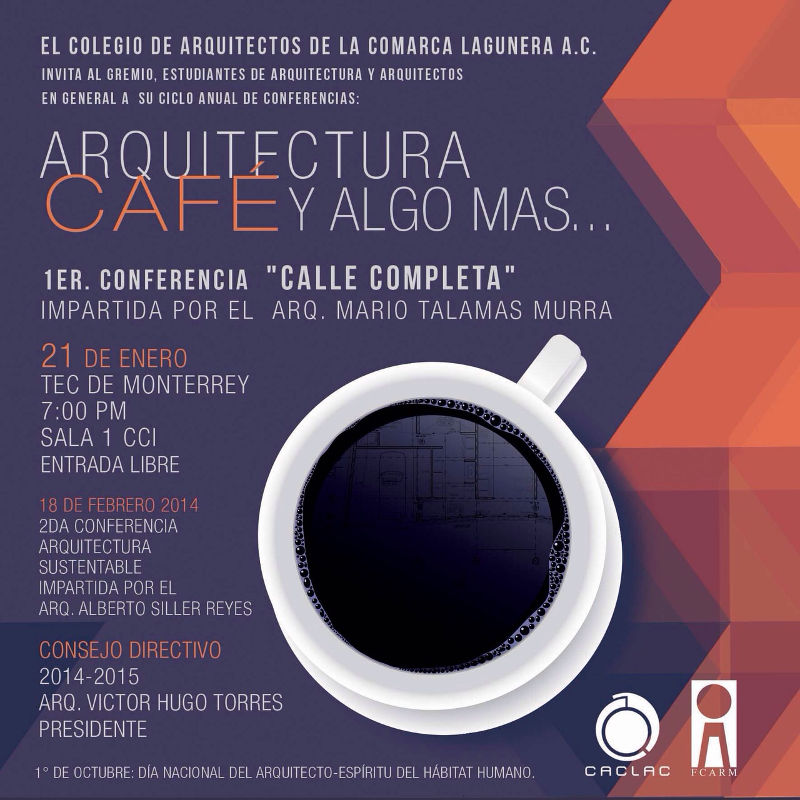 EL COLEGIO DE ARQUITECTOS DE LA COMARCA LAGUNERA A.C.
INVITA AL GREMIO, ESTUDIANTES DE ARQUITECTURA Y ARQUITECTOS
EN GENERAL A SU CICLO ANUAL DE CONFERENCIAS:
ARQUITECTURA
CAFÉ Y ALGO MAS...
1ER. CONFERENCIA "CALLE COMPLETA"
IMPARTIDA POR EL ARQ. MARIO TALAMAS MURRA
21 DE ENERO
TEC DE MONTERREY
7:00 PM
SALA 1 CCI
ENTRADA LIBRE
18 DE FEBRERO 2014
2DA CONFERENCIA
ARQUITECTURA
SUSTENTABLE
IMPARTIDA POR EL
ARQ. ALBERTO SILLER REYES
CONSEJO DIRECTIVO
2014-2015
ARQ. VICTOR HUGO TORRES
PRESIDENTE
1° DE OCTUBRE: DÍA NACIONAL DEL ARQUITECTO-ESPÍRITU DEL HÁBITAT HUMANO.
CACLAC
FCARM